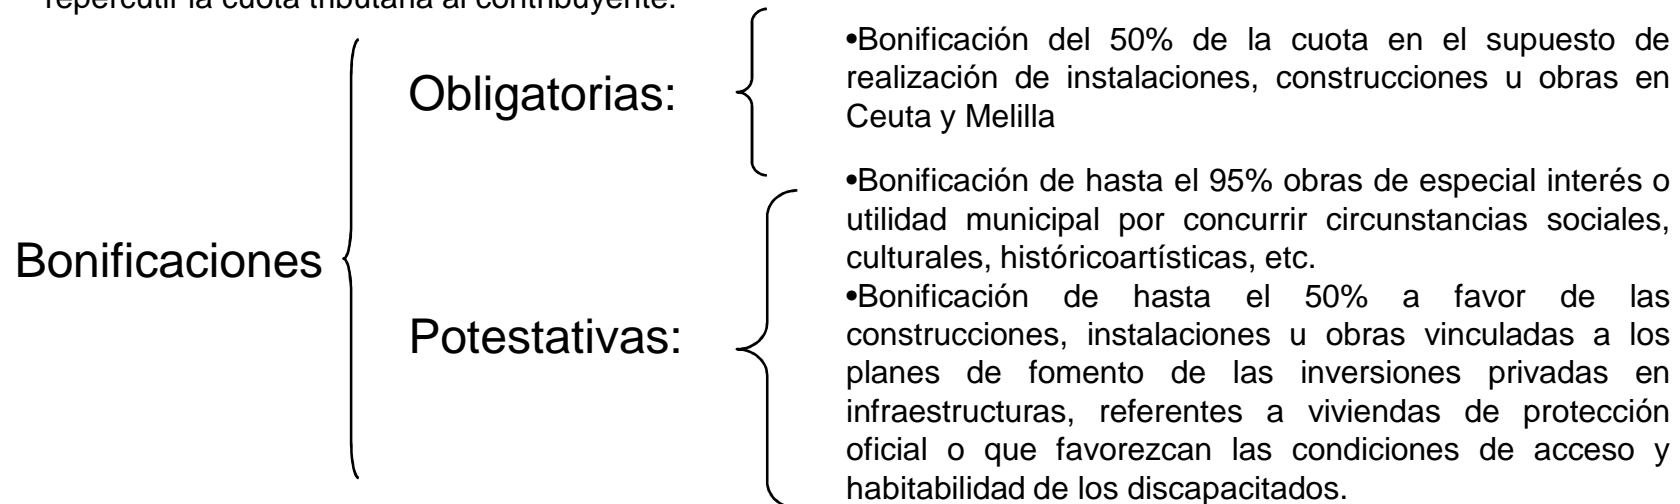 repercutir la cuota tributaria al contribuyente.
Bonificaciones
Obligatorias:
•Bonificación del 50% de la cuota en el supuesto de
realización de instalaciones, construcciones u obras en
Ceuta y Melilla
Potestativas:
•Bonificación de hasta el 95% obras de especial interés o
utilidad municipal por concurrir circunstancias sociales,
culturales, históricoartísticas, etc.
•Bonificación de hasta el 50% a favor de las
construcciones, instalaciones u obras vinculadas a los
planes de fomento de las inversiones privadas en
infraestructuras, referentes a viviendas de protección
oficial o que favorezcan las condiciones de acceso y
habitabilidad de los discapacitados.